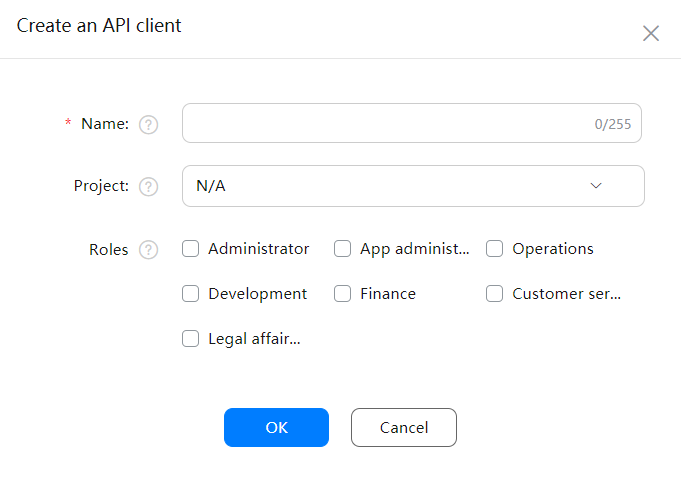 Create an API client
* Name: ? 0/255
Project: ? N/A
Roles ? Administrator App administ... Operations
Development Finance Customer ser...
Legal affair...
OK Cancel